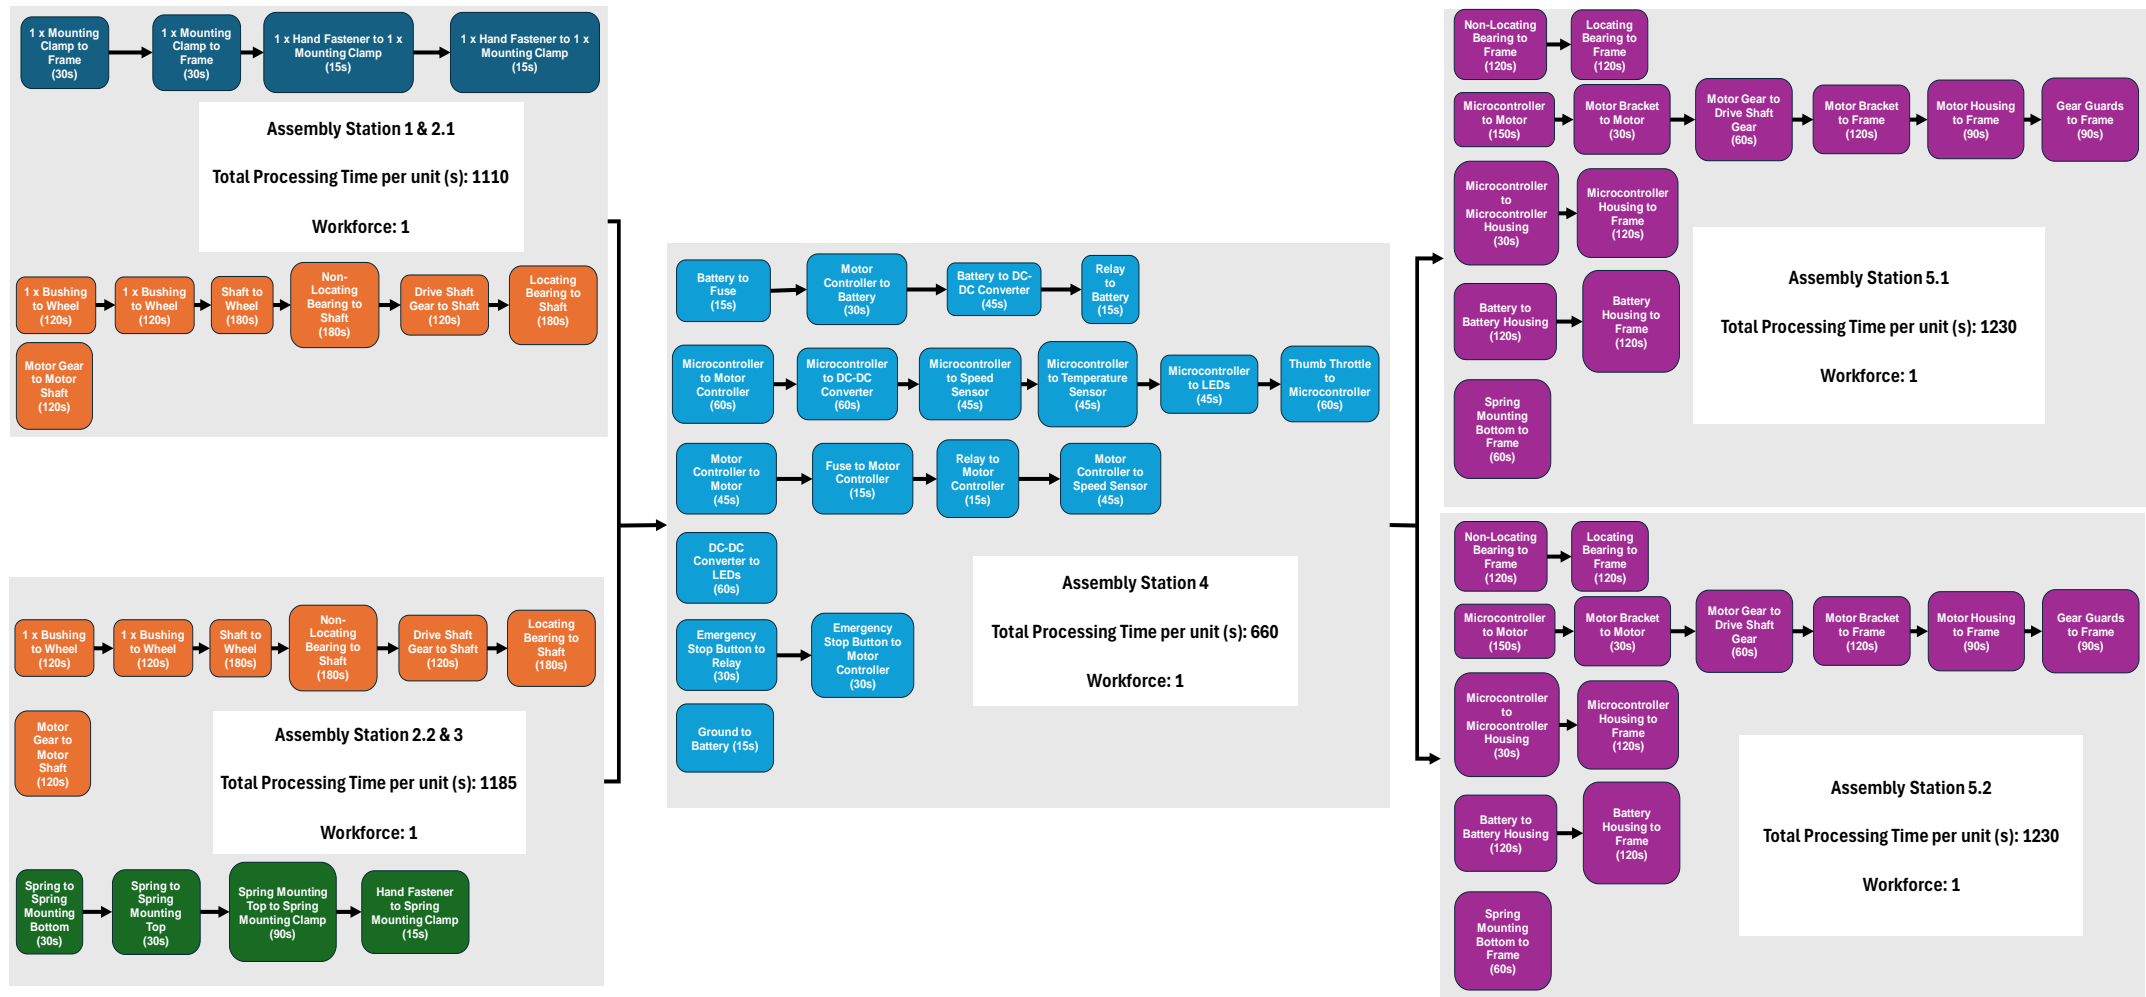 1 x Mounting
Clamp to
Frame
(30s)
1 x Mounting
Clamp to
Frame
(30s)
1 x Hand Fastener to 1 x
Mounting Clamp
(15s)
1 x Hand Fastener to 1 x
Mounting Clamp
(15s)
Assembly Station 1 & 2.1
Total Processing Time per unit (s): 1110
Workforce: 1
1 x Bushing
to Wheel
(120s)
1 x Bushing
to Wheel
(120s)
Shaft to
Wheel
(180s)
Non-
Locating
Bearing to
Shaft
(180s)
Drive Shaft
Gear to Shaft
(120s)
Locating
Bearing to
Shaft
(180s)
Motor Gear
to Motor
Shaft
(120s)
1 x Bushing
to Wheel
(120s)
1 x Bushing
to Wheel
(120s)
Shaft to
Wheel
(180s)
Non-
Locating
Bearing to
Shaft
(180s)
Drive Shaft
Gear to Shaft
(120s)
Locating
Bearing to
Shaft
(180s)
Motor
Gear to
Motor
Shaft
(120s)
Assembly Station 2.2 & 3
Total Processing Time per unit (s): 1185
Workforce: 1
Spring to
Spring
Mounting
Bottom
(30s)
Spring to
Spring
Mounting
Top
(30s)
Spring Mounting
Top to Spring
Mounting Clamp
(90s)
Hand Fastener
to Spring
Mounting Clamp
(15s)
Battery to
Fuse
(15s)
Motor
Controller to
Battery
(30s)
Battery to DC-
DC Converter
(45s)
Relay
to
Battery
(15s)
Microcontroller
to Motor
Controller
(60s)
Microcontroller
to DC-DC
Converter
(60s)
Microcontroller
to Speed
Sensor
(45s)
Microcontroller
to Temperature
Sensor
(45s)
Microcontroller
to LEDs
(45s)
Thumb Throttle
to
Microcontroller
(60s)
Motor
Controller to
Motor
(45s)
Fuse to Motor
Controller
(15s)
Relay to
Motor
Controller
(15s)
Motor
Controller to
Speed Sensor
(45s)
DC-DC
Converter to
LEDs
(60s)
Emergency
Stop Button to
Relay
(30s)
Emergency
Stop Button to
Motor
Controller
(30s)
Ground to
Battery (15s)
Assembly Station 4
Total Processing Time per unit (s): 660
Workforce: 1
Non-Locating
Bearing to
Frame
(120s)
Locating
Bearing to
Frame
(120s)
Microcontroller
to Motor
(150s)
Motor Bracket
to Motor
(30s)
Motor Gear to
Drive Shaft
Gear
(60s)
Motor Bracket
to Frame
(120s)
Motor Housing
to Frame
(90s)
Gear Guards
to Frame
(90s)
Microcontroller
to
Microcontroller
Housing
(30s)
Microcontroller
Housing to
Frame
(120s)
Battery to
Battery Housing
(120s)
Battery
Housing to
Frame
(120s)
Spring
Mounting
Bottom to
Frame
(60s)
Assembly Station 5.1
Total Processing Time per unit (s): 1230
Workforce: 1
Non-Locating
Bearing to
Frame
(120s)
Locating
Bearing to
Frame
(120s)
Microcontroller
to Motor
(150s)
Motor Bracket
to Motor
(30s)
Motor Gear to
Drive Shaft
Gear
(60s)
Motor Bracket
to Frame
(120s)
Motor Housing
to Frame
(90s)
Gear Guards
to Frame
(90s)
Microcontroller
to
Microcontroller
Housing
(30s)
Microcontroller
Housing to
Frame
(120s)
Battery to
Battery Housing
(120s)
Battery
Housing to
Frame
(120s)
Spring
Mounting
Bottom to
Frame
(60s)
Assembly Station 5.2
Total Processing Time per unit (s): 1230
Workforce: 1